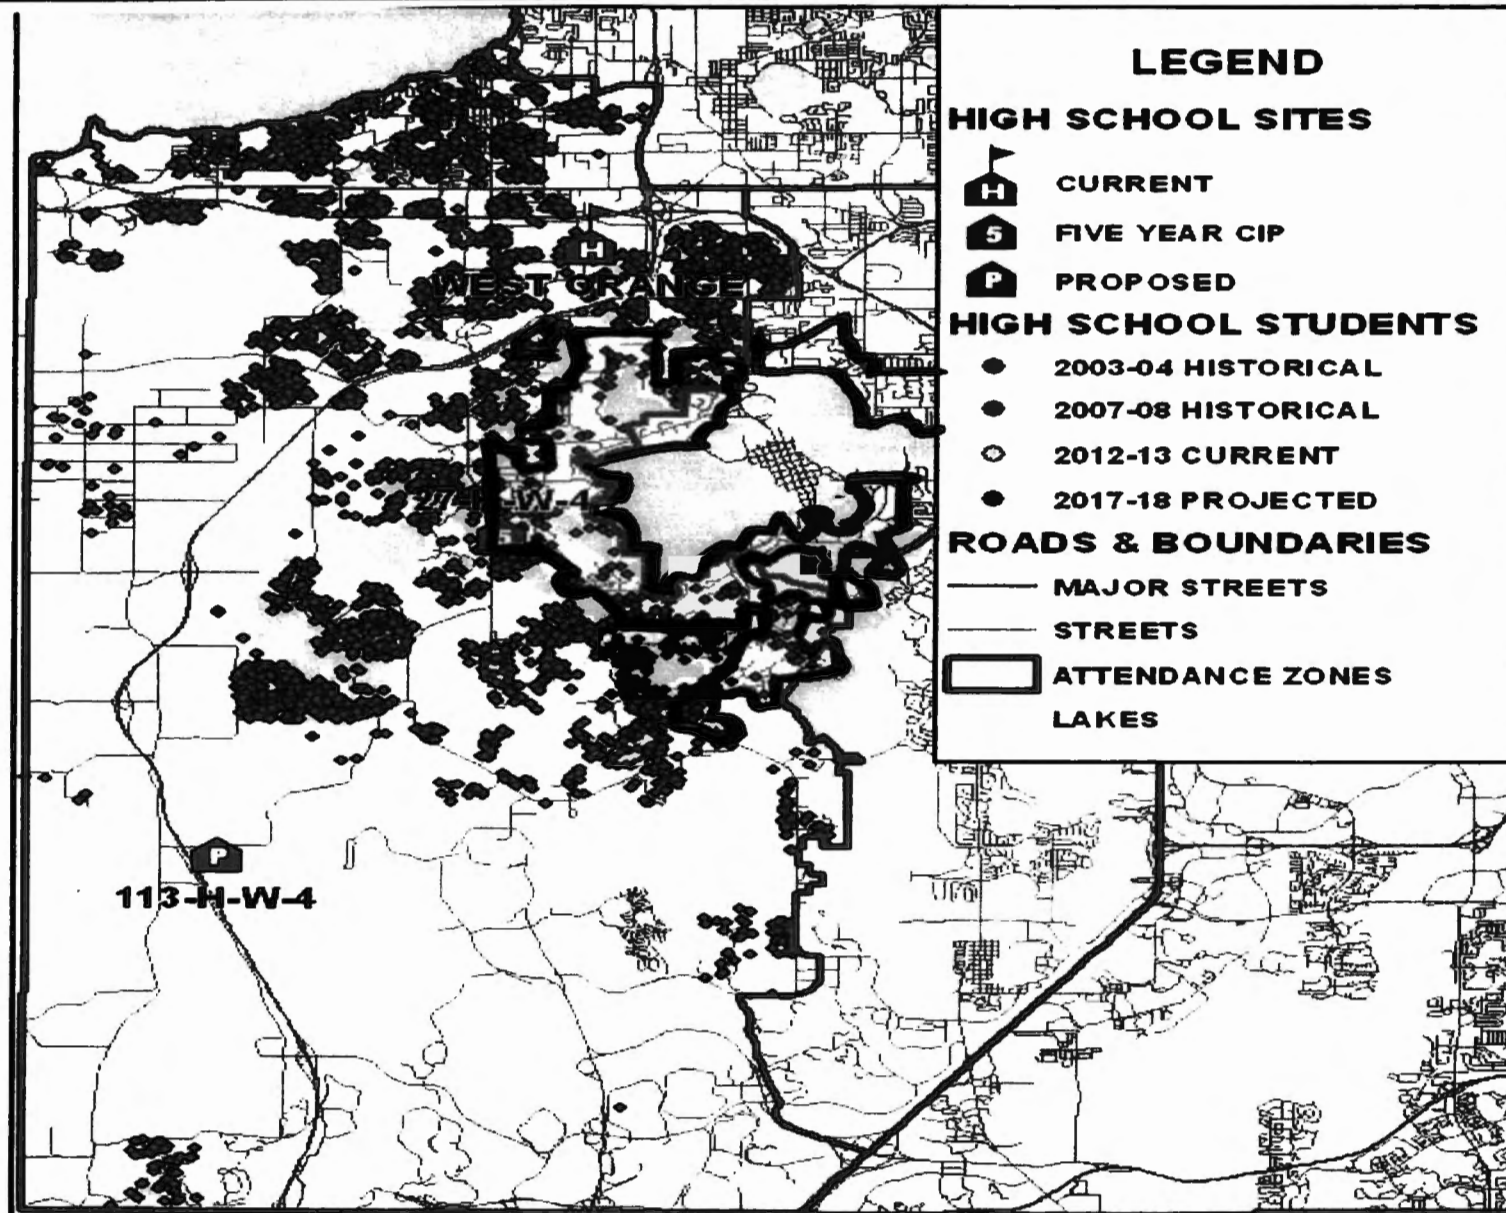 LEGEND
HIGH SCHOOL SITES
H CURRENT
5 FIVE YEAR CIP
P PROPOSED
HIGH SCHOOL STUDENTS
2003-04 HISTORICAL
2007-08 HISTORICAL
2012-13 CURRENT
2017-18 PROJECTED
ROADS & BOUNDARIES
MAJOR STREETS
STREETS
ATTENDANCE ZONES
LAKES
H
WEST ORANGE
P
113-H-W-4